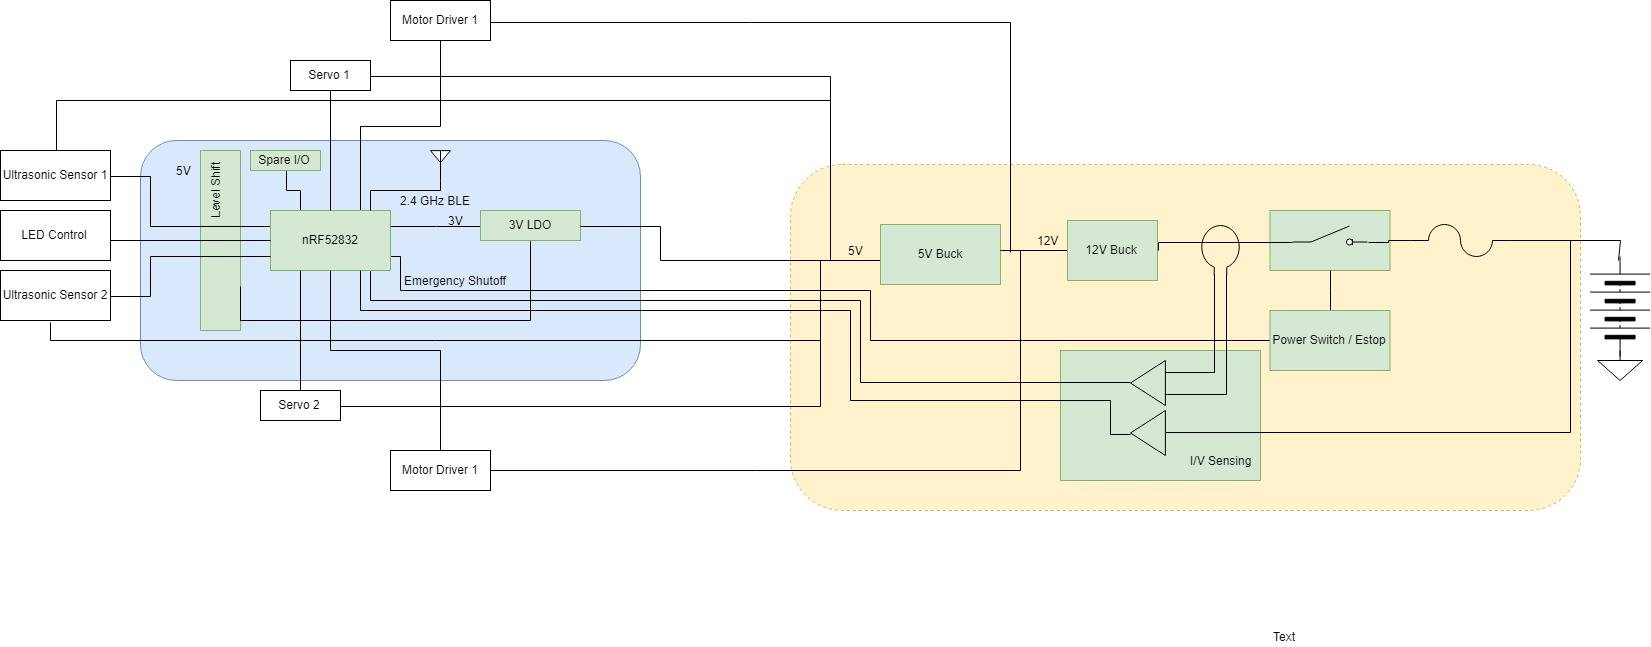 Motor Driver 1
Servo 1
Ultrasonic Sensor 1
5V
Level Shift
Spare I/O
2.4 GHz BLE
LED Control
nRF52832
3V
3V LDO
5V
5V Buck
12V
12V Buck
Ultrasonic Sensor 2
Emergency Shutoff
Power Switch / Estop
Servo 2
Motor Driver 1
I/V Sensing
Text